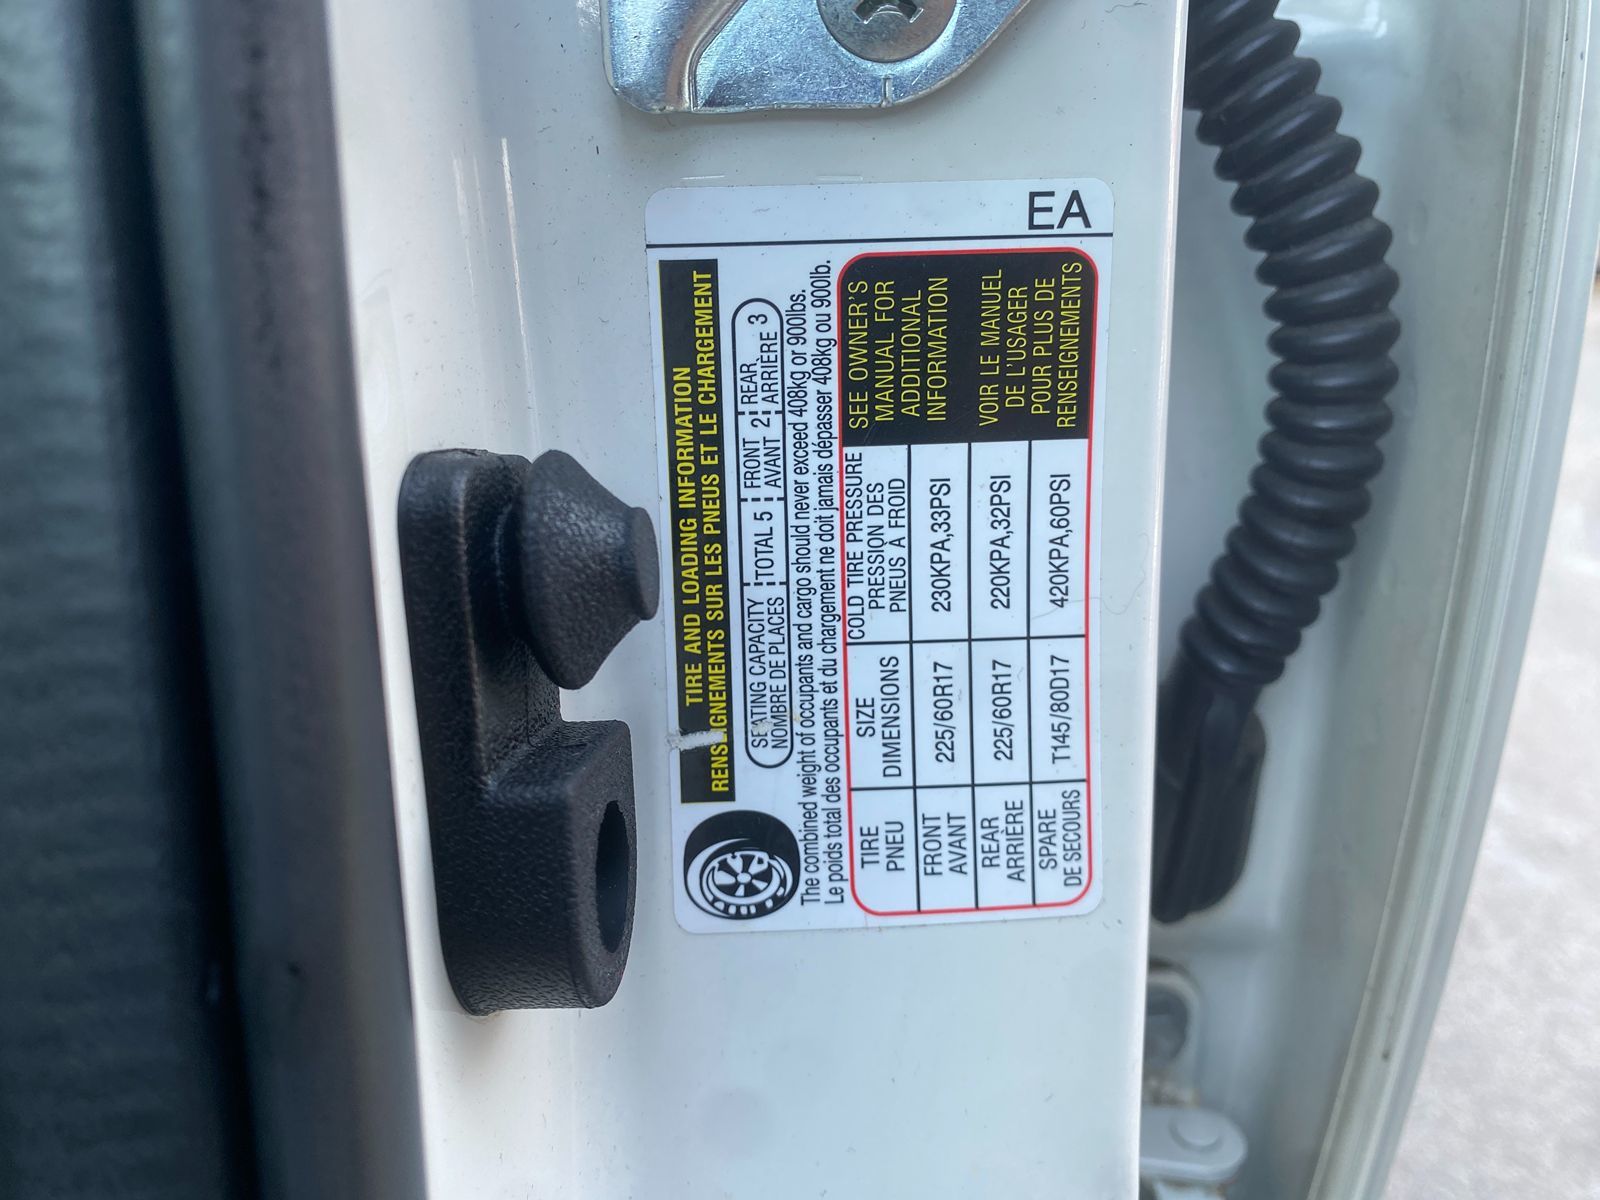 EA
TIRE AND LOADING INFORMATION
RENSEIGNEMENTS SUR LES PNEUS ET LE CHARGEMENT
SEATING CAPACITY TOTAL 5 FRONT 2 REAR 3
NOMBRE DE PLACES AVANT ARRIÈRE
The combined weight of occupants and cargo should never exceed 408kg or 900lbs.
Le poids total des occupants et du chargement ne doit jamais dépasser 408kg ou 900lb.
TIRE
PNEU
SIZE
DIMENSIONS
COLD TIRE PRESSURE
PRESSION DES
PNEUS À FROID
FRONT
AVANT
225/60R17
230KPA,33PSI
REAR
ARRIÈRE
225/60R17
220KPA,32PSI
SPARE
DE SECOURS
T145/80D17
420KPA,60PSI
SEE OWNER'S
MANUAL FOR
ADDITIONAL
INFORMATION
VOIR LE MANUEL
DE L'USAGER
POUR PLUS DE
RENSEIGNEMENTS